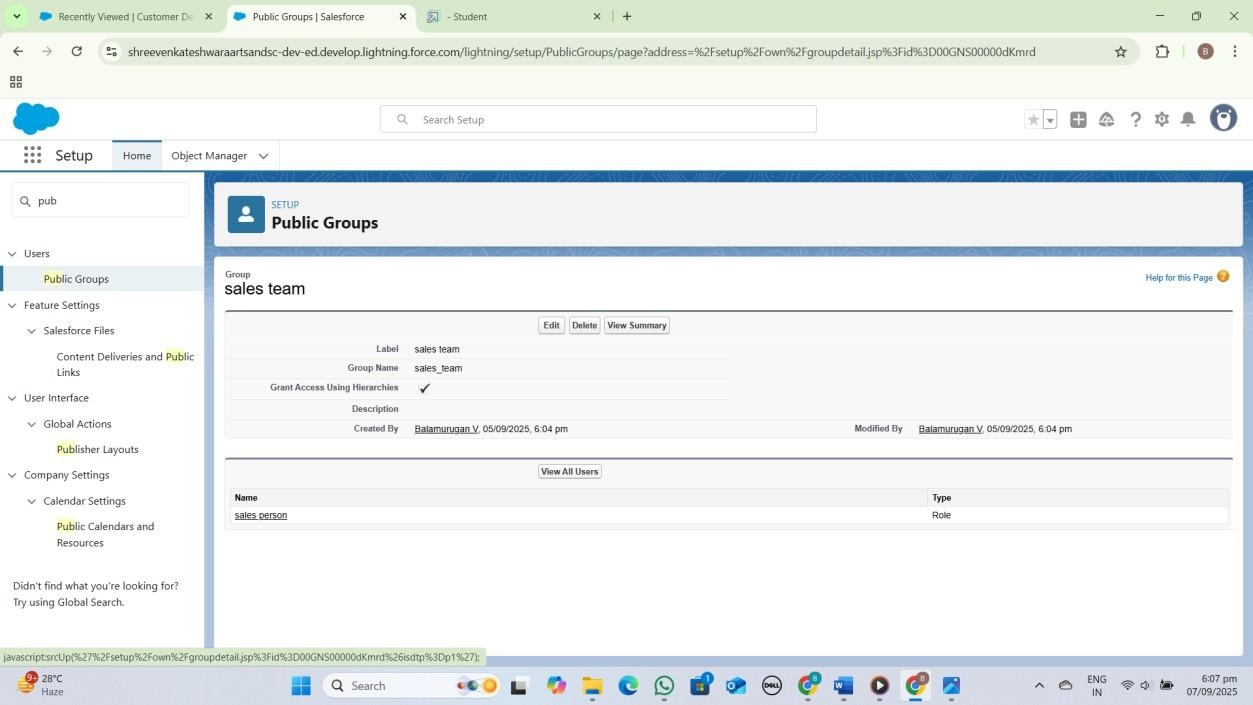 Recently Viewed | Customer De
Public Groups | Salesforce
- Student
shreevenkateshwaraartsandsc-dev-ed.develop.lightning.force.com/lightning/setup/PublicGroups/page?address=%2Fsetup%2Fown%2Fgroupdetail.jsp%3Fid%3D00GNS00000dKmrd
B
Search Setup
Setup
Home
Object Manager
pub
SETUP
Public Groups
Users
Public Groups
Feature Settings
Salesforce Files
Content Deliveries and Public
Links
User Interface
Global Actions
Publisher Layouts
Company Settings
Calendar Settings
Public Calendars and
Resources
Didn't find what you're looking for?
Try using Global Search.
Group
sales team
Help for this Page ?
Edit Delete View Summary
Label sales team
Group Name sales_team
Grant Access Using Hierarchies
Description
Created By Balamurugan V, 05/09/2025, 6:04 pm Modified By Balamurugan V, 05/09/2025, 6:04 pm
View All Users
Name Type
sales person Role
javascript:srcUp(%27%2Fsetup%2Fown%2Fgroupdetail.jsp%3Fid%3D00GNS00000dKmrd%26isdtp%3Dp1%27);
9+
28°C
Haze
Search
1
DELL
B
B
ENG
IN
6:07 pm
07/09/2025